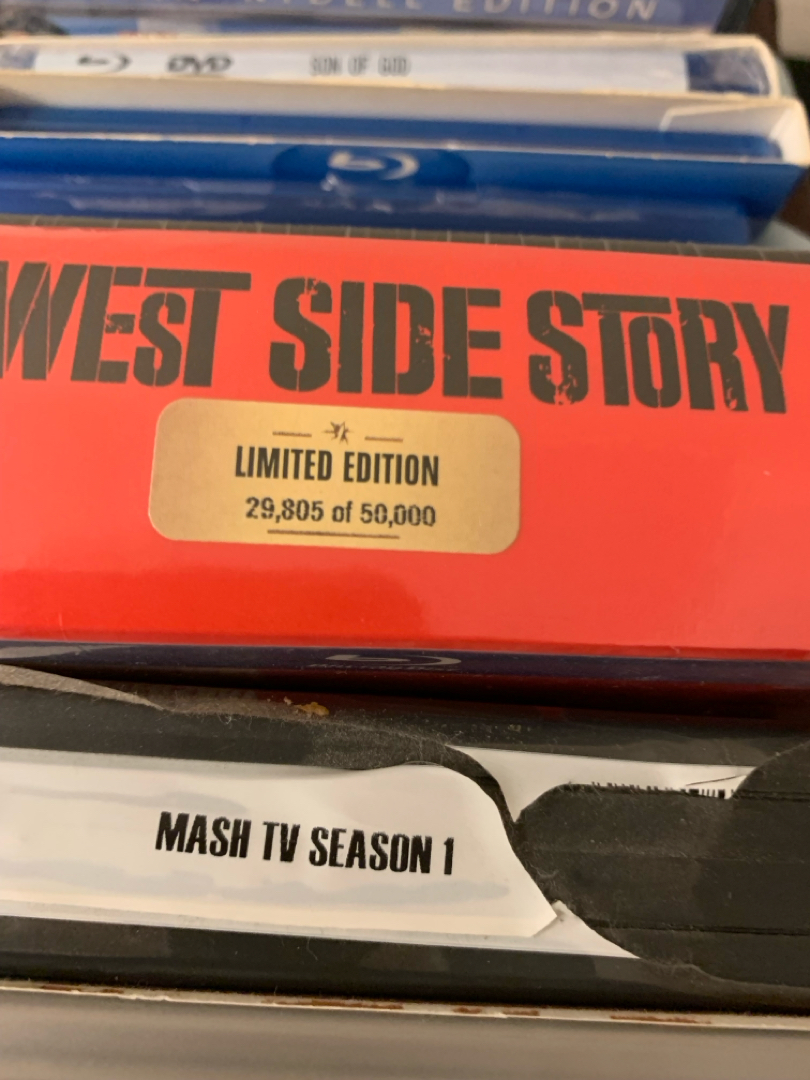 EDITION
DVD SON OF GOD
WEST SIDE STORY
LIMITED EDITION
29,805 of 50,000
MASH TV SEASON 1